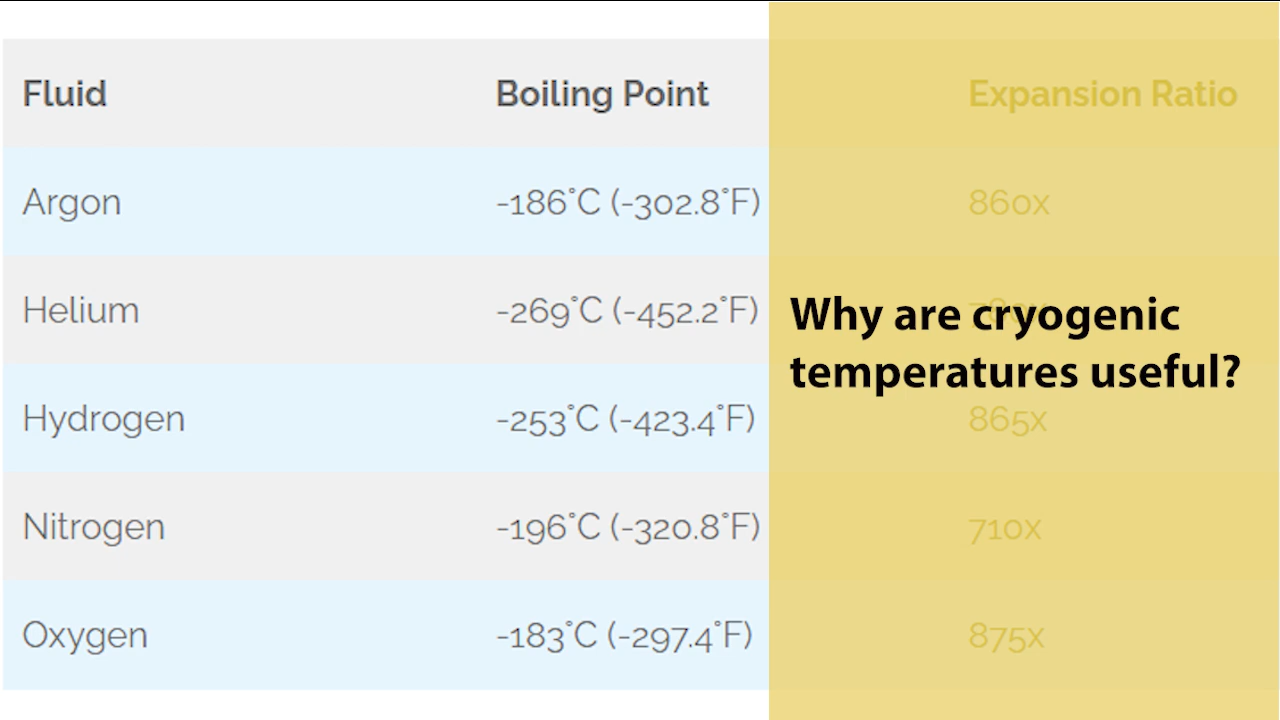 Fluid Boiling Point Expansion Ratio
Argon -186°C (-302.8°F) 860x
Helium -269°C (-452.2°F)
Why are cryogenic
temperatures useful?
Hydrogen -253°C (-423.4°F) 865x
Nitrogen -196°C (-320.8°F) 710x
Oxygen -183°C (-297.4°F) 875x